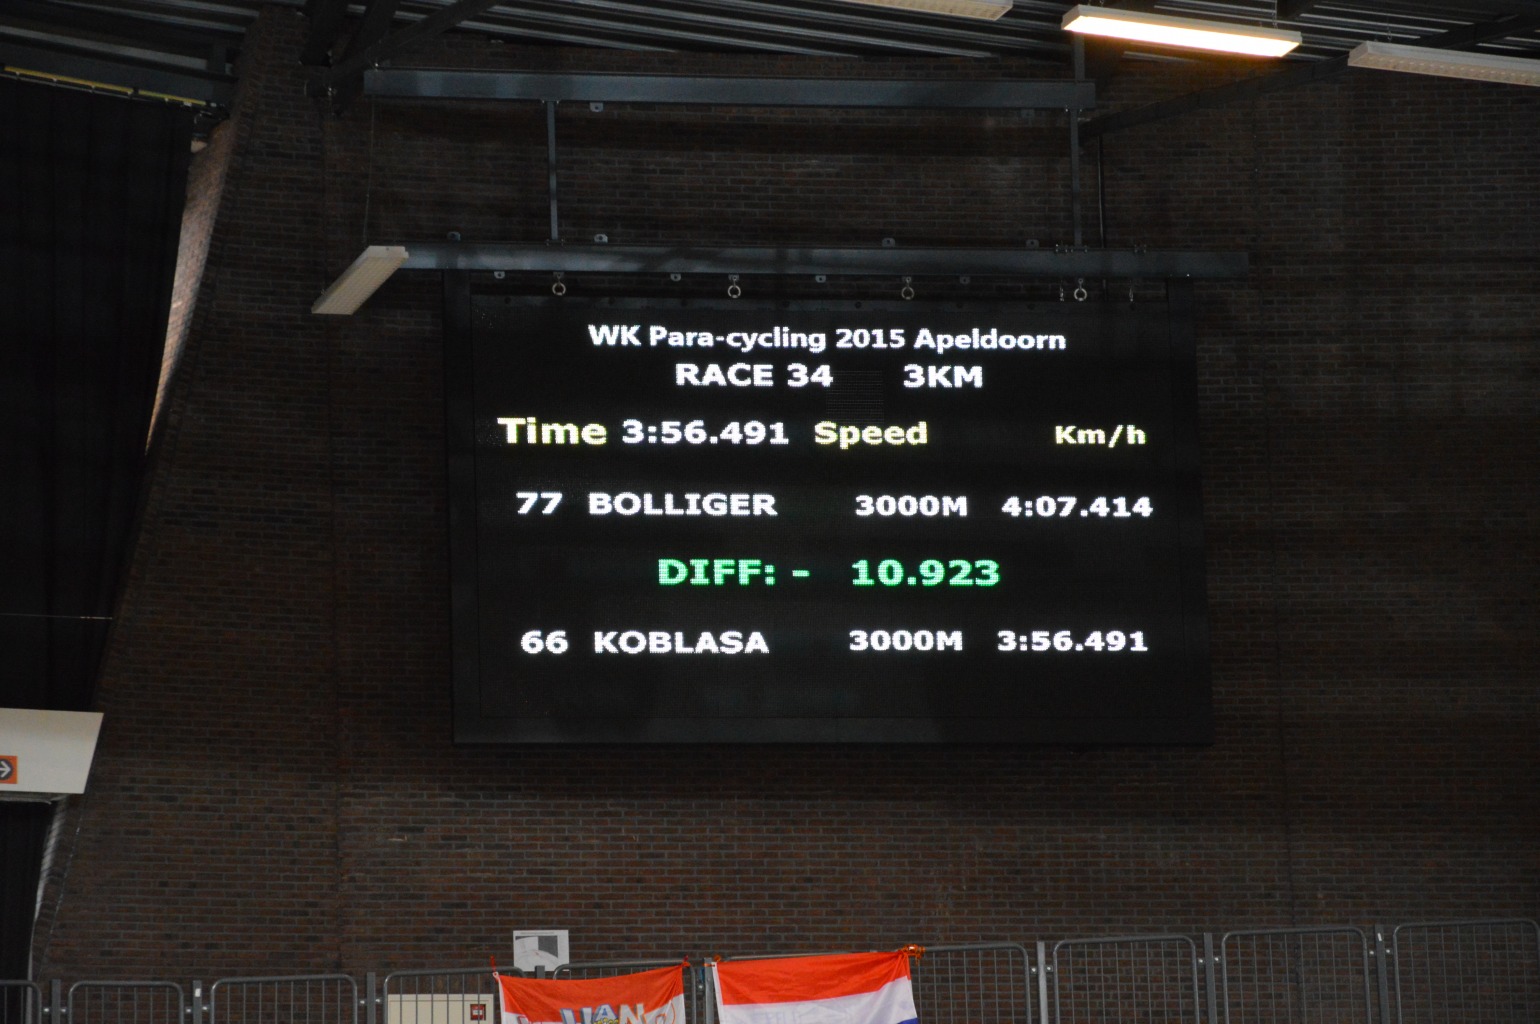 WK Para-cycling 2015 Apeldoorn
RACE 34 3KM
Time 3:56.491 Speed Km/h
77 BOLLIGER 3000M 4:07.414
DIFF: - 10.923
66 KOBLASA 3000M 3:56.491